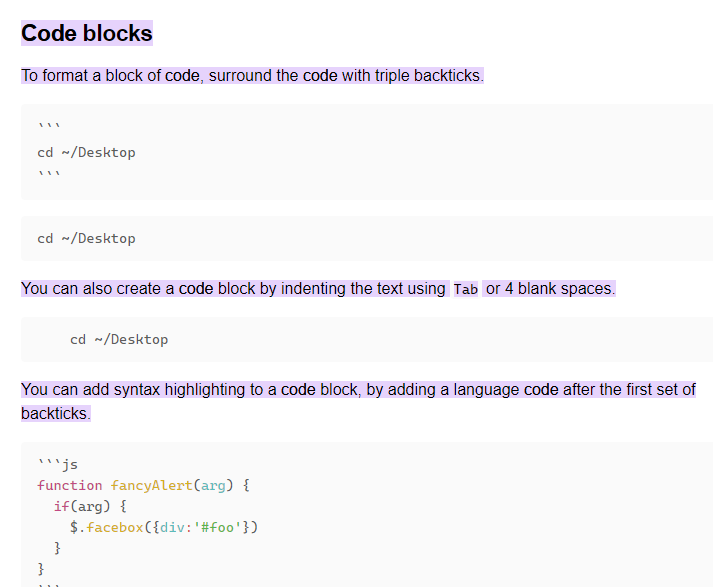 Code blocks
To format a block of code, surround the code with triple backticks.
```
cd ~/Desktop
```
cd ~/Desktop
You can also create a code block by indenting the text using Tab or 4 blank spaces.
    cd ~/Desktop
You can add syntax highlighting to a code block, by adding a language code after the first set of
backticks.
```js
function fancyAlert(arg) {
  if(arg) {
    $.facebox({div:'#foo'})
  }
}
```